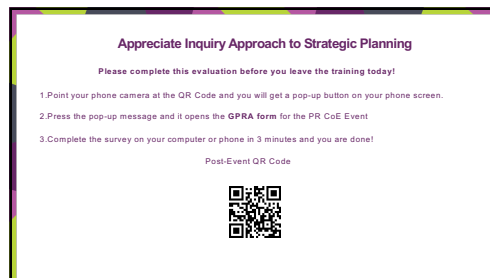 Appreciate Inquiry Approach to Strategic Planning
Please complete this evaluation before you leave the training today!
1.Point your phone camera at the QR Code and you will get a pop-up button on your phone screen.
2.Press the pop-up message and it opens the GPRA form for the PR CoE Event
3.Complete the survey on your computer or phone in 3 minutes and you are done!
Post-Event QR Code